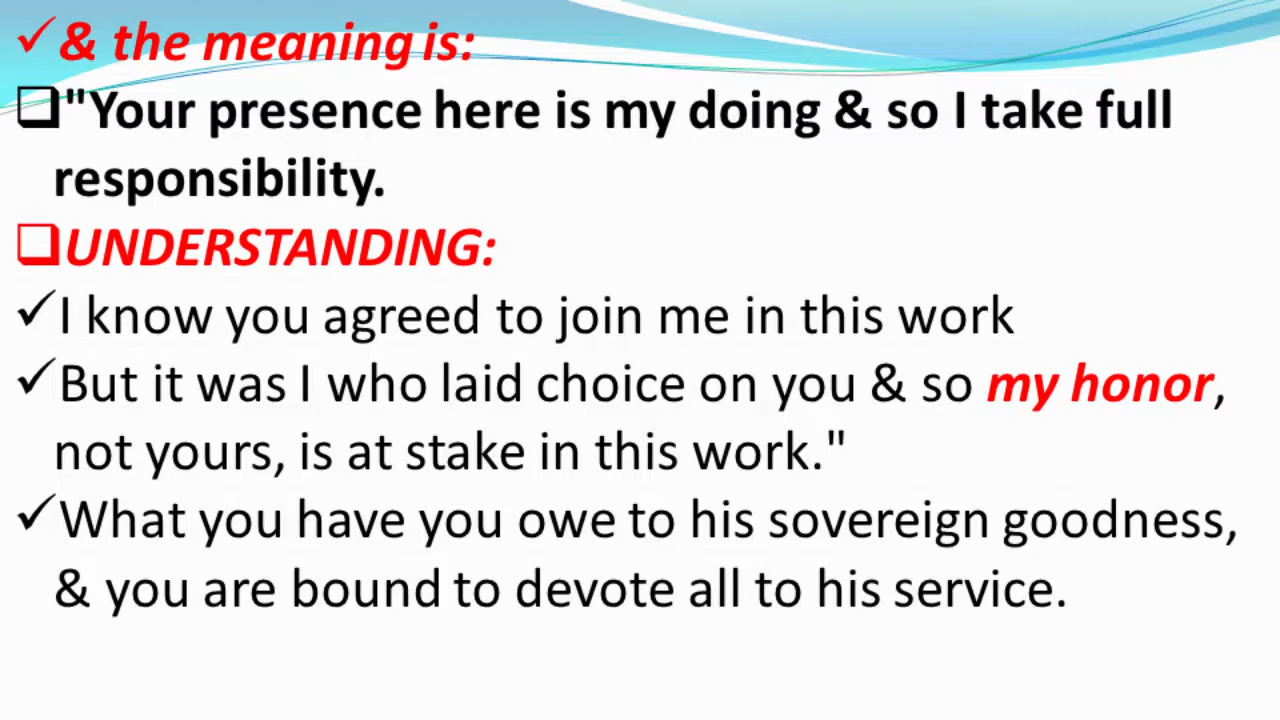 ✓& the meaning is:
❑"Your presence here is my doing & so I take full
responsibility.
❑UNDERSTANDING:
✓I know you agreed to join me in this work
✓But it was I who laid choice on you & so my honor,
not yours, is at stake in this work."
✓What you have you owe to his sovereign goodness,
& you are bound to devote all to his service.